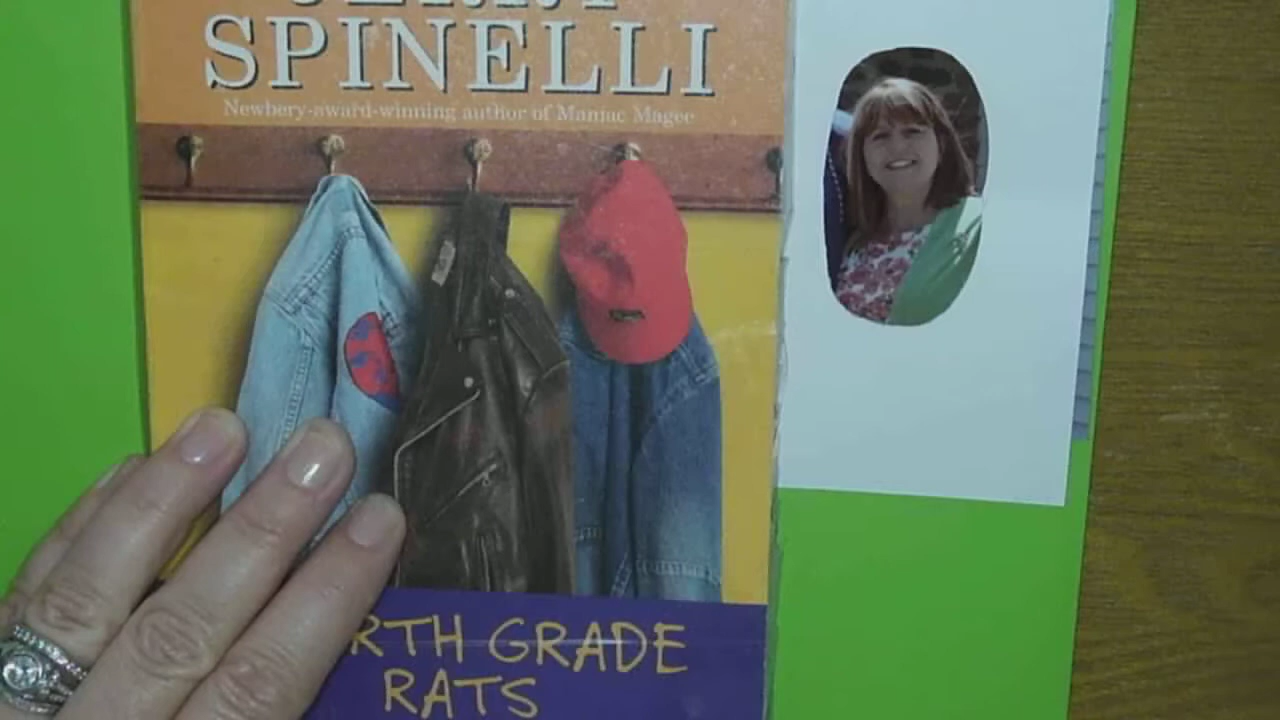 SPINELLI
Newbery-award-winning author of Maniac Magee
RTH GRADE
RATS